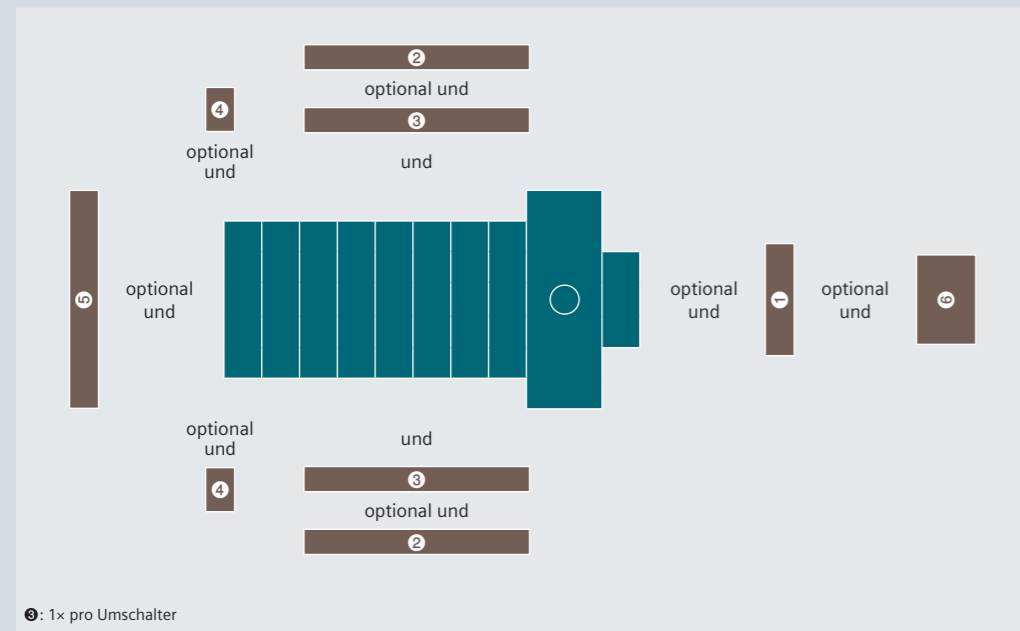 ❷
optional und
❹
❸
optional
und
und
❺
optional
und
optional
und
❶
optional
und
❻
optional
und
und
❹
❸
optional und
❷
❸: 1× pro Umschalter